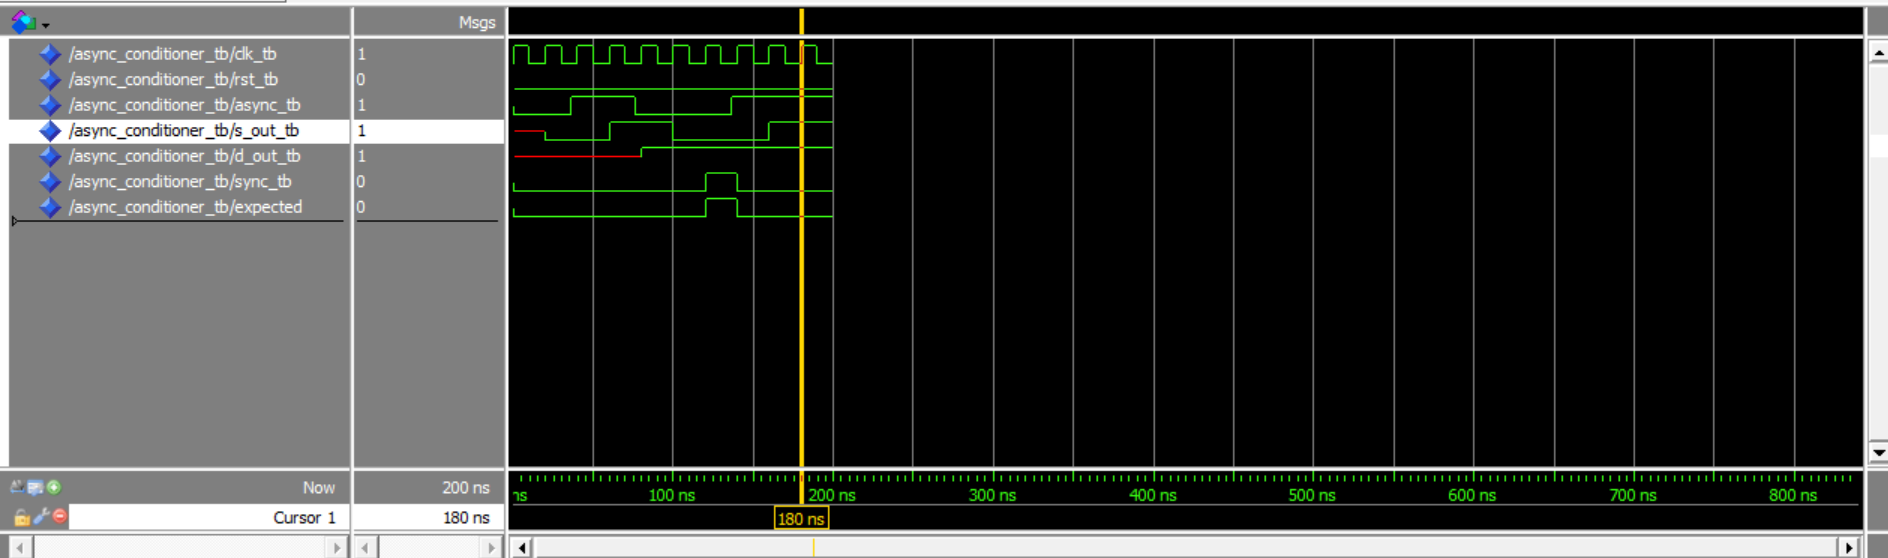 Msgs
/async_conditioner_tb/clk_tb 1
/async_conditioner_tb/rst_tb 0
/async_conditioner_tb/async_tb 1
/async_conditioner_tb/s_out_tb 1
/async_conditioner_tb/d_out_tb 1
/async_conditioner_tb/sync_tb 0
/async_conditioner_tb/expected 0
Now 200 ns ns 100 ns 200 ns 300 ns 400 ns 500 ns 600 ns 700 ns 800 ns
Cursor 1 180 ns 180 ns